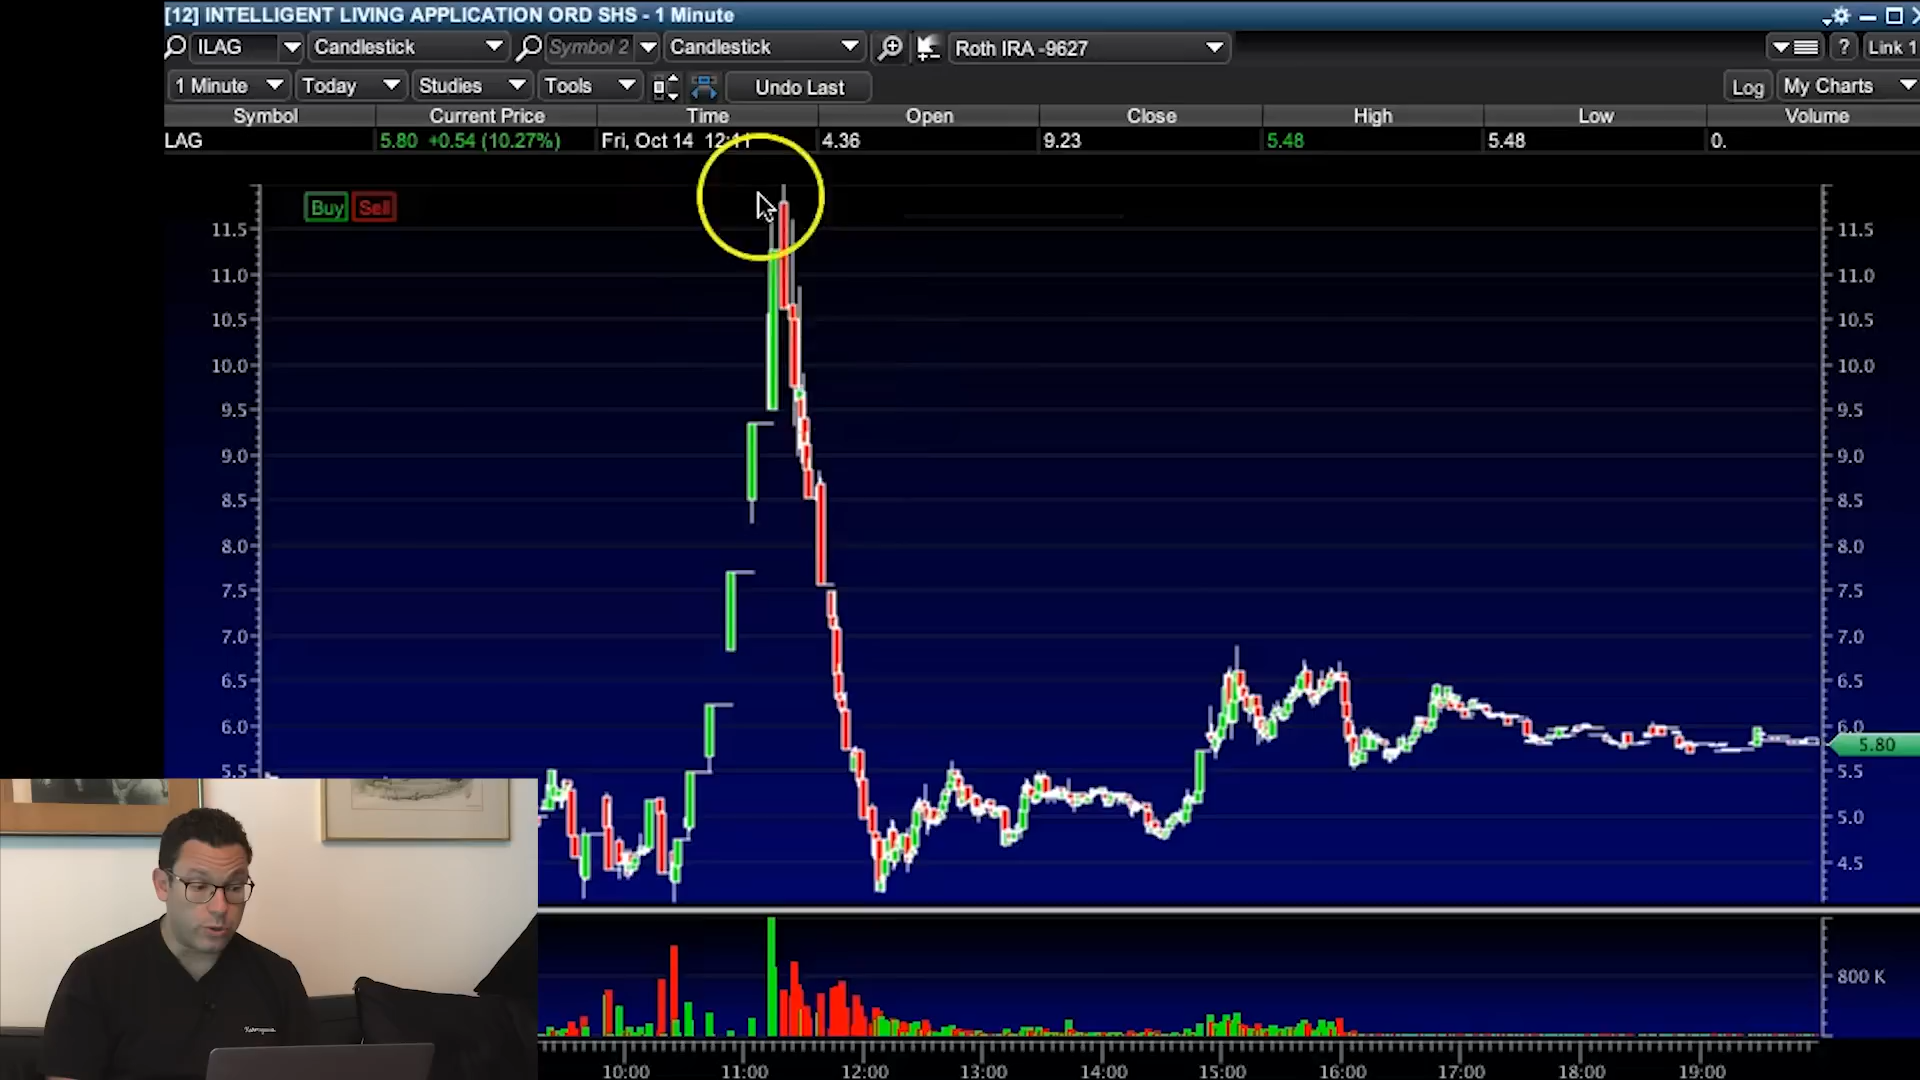 [12] INTELLIGENT LIVING APPLICATION ORD SHS - 1 Minute
ILAG Candlestick Symbol 2 Candlestick Roth IRA -9627 ? Link 1
1 Minute Today Studies Tools Undo Last Log My Charts
Symbol Current Price Time Open Close High Low Volume
LAG 5.80 +0.54 (10.27%) Fri, Oct 14 12:11 4.36 9.23 5.48 5.48 0.
Buy Sell
11.5 11.5
11.0 11.0
10.5 10.5
10.0 10.0
9.5 9.5
9.0 9.0
8.5 8.5
8.0 8.0
7.5 7.5
7.0 7.0
6.5 6.5
6.0 6.0
5.80
5.5 5.5
5.0
4.5
800 K
10:00 11:00 12:00 13:00 14:00 15:00 16:00 17:00 18:00 19:00